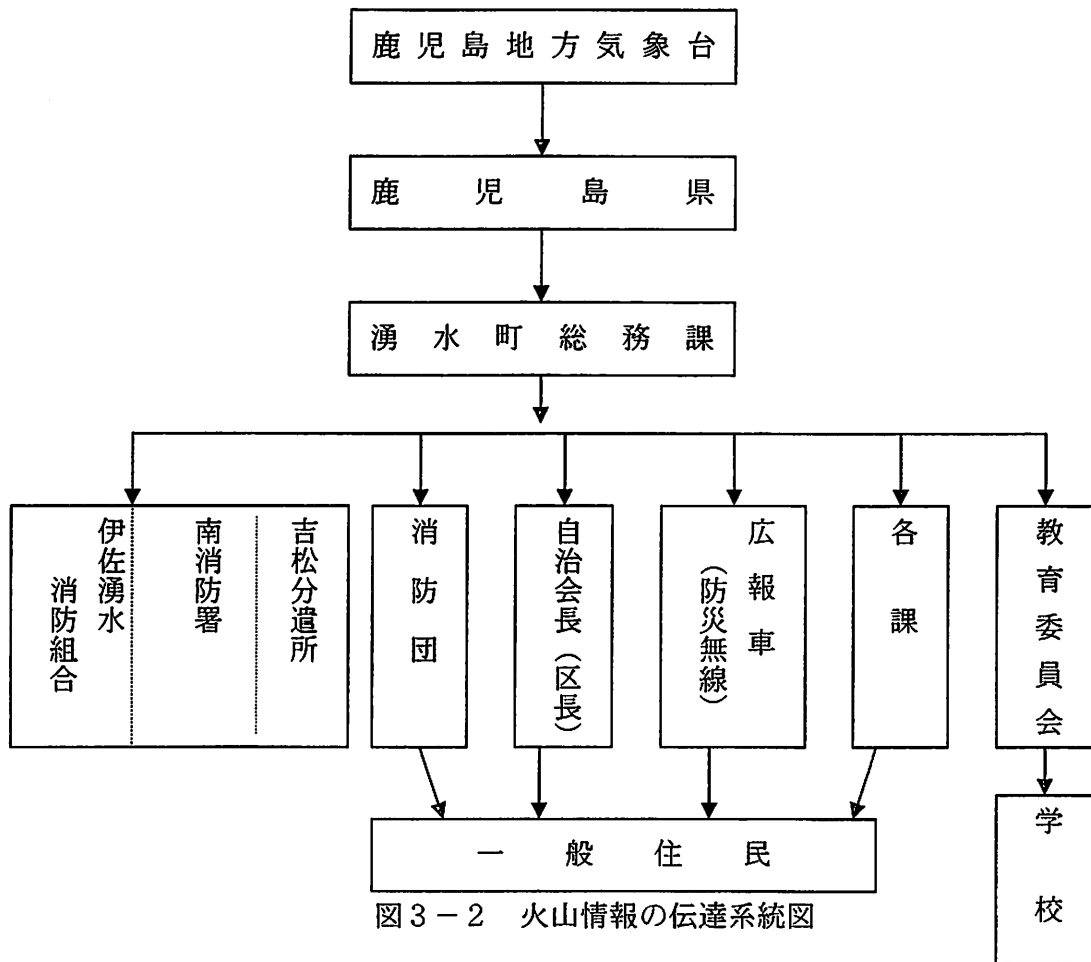 鹿児島地方気象台
鹿児島県
湧水町総務課
伊佐湧水
消防組合
南消防署
吉松分遣所
消防団
自治会長（区長）
広報車
（防災無線）
各課
教育委員会
一般住民
学校
図３－２　火山情報の伝達系統図